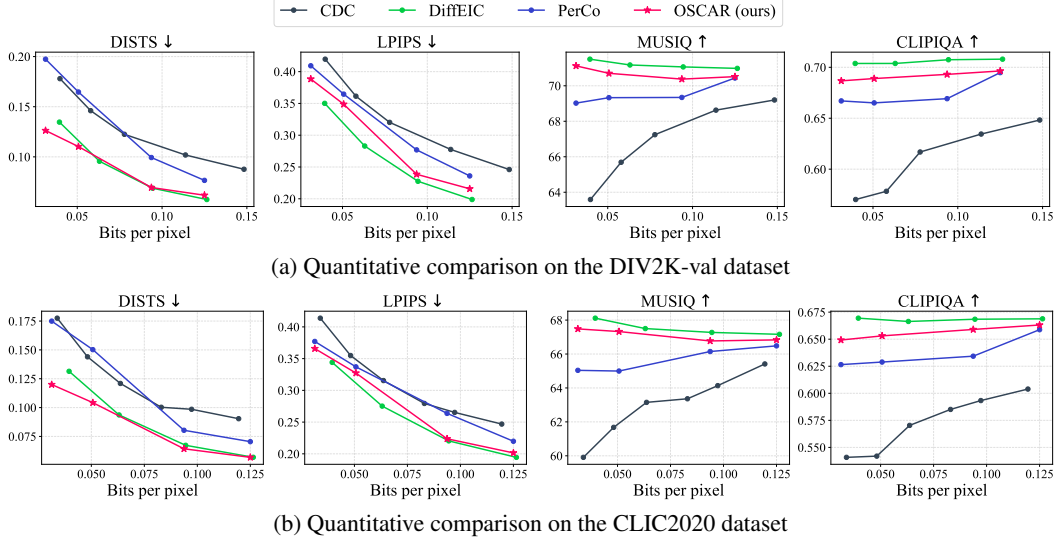 CDC DiffEIC PerCo OSCAR (ours)
DISTS ↓ LPIPS ↓ MUSIQ ↑ CLIPIQA ↑
0.20 0.15 0.10
0.40 0.35 0.30 0.25 0.20
70 68 66 64
0.70 0.65 0.60
0.05 0.10 0.15 0.05 0.10 0.15 0.05 0.10 0.15 0.05 0.10 0.15
Bits per pixel Bits per pixel Bits per pixel Bits per pixel
(a) Quantitative comparison on the DIV2K-val dataset
DISTS ↓ LPIPS ↓ MUSIQ ↑ CLIPIQA ↑
0.175 0.150 0.125 0.100 0.075
0.40 0.35 0.30 0.25 0.20
68 66 64 62 60
0.675 0.650 0.625 0.600 0.575 0.550
0.050 0.075 0.100 0.125 0.050 0.075 0.100 0.125 0.050 0.075 0.100 0.125 0.050 0.075 0.100 0.125
Bits per pixel Bits per pixel Bits per pixel Bits per pixel
(b) Quantitative comparison on the CLIC2020 dataset